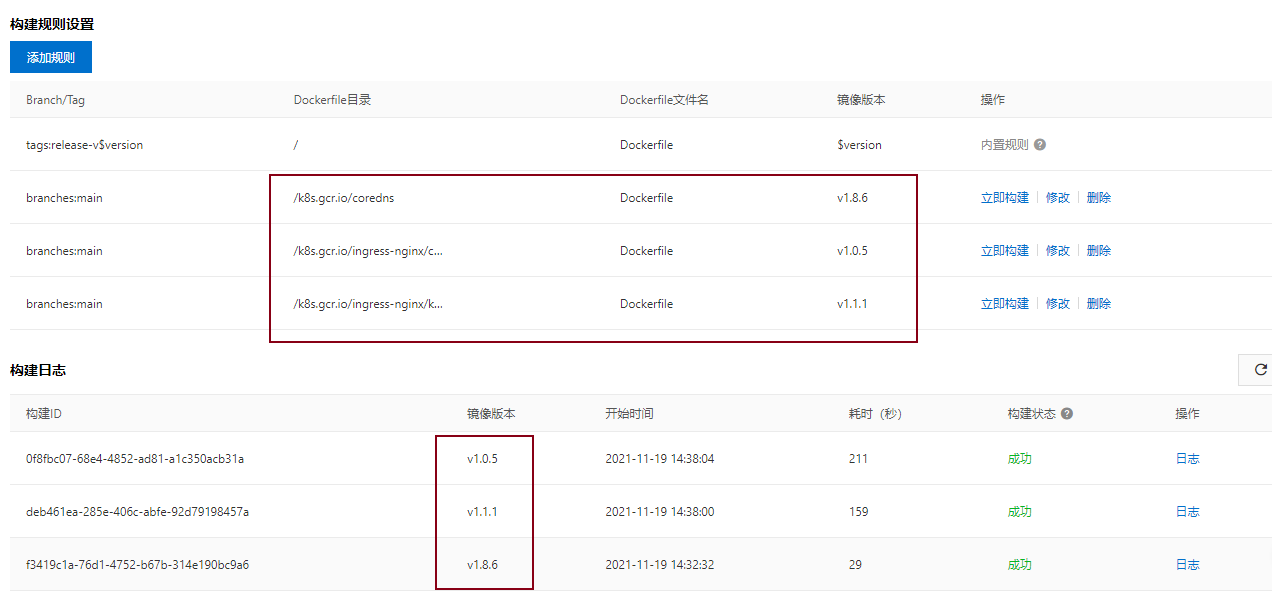 构建规则设置
添加规则
Branch/Tag Dockerfile目录 Dockerfile文件名 镜像版本 操作
tags:release-v$version / Dockerfile $version 内置规则
branches:main /k8s.gcr.io/coredns Dockerfile v1.8.6 立即构建 修改 删除
branches:main /k8s.gcr.io/ingress-nginx/c... Dockerfile v1.0.5 立即构建 修改 删除
branches:main /k8s.gcr.io/ingress-nginx/k... Dockerfile v1.1.1 立即构建 修改 删除
构建日志
构建ID 镜像版本 开始时间 耗时（秒） 构建状态 操作
0f8fbc07-68e4-4852-ad81-a1c350acb31a v1.0.5 2021-11-19 14:38:04 211 成功 日志
deb461ea-285e-406c-abfe-92d79198457a v1.1.1 2021-11-19 14:38:00 159 成功 日志
f3419c1a-76d1-4752-b67b-314e190bc9a6 v1.8.6 2021-11-19 14:32:32 29 成功 日志